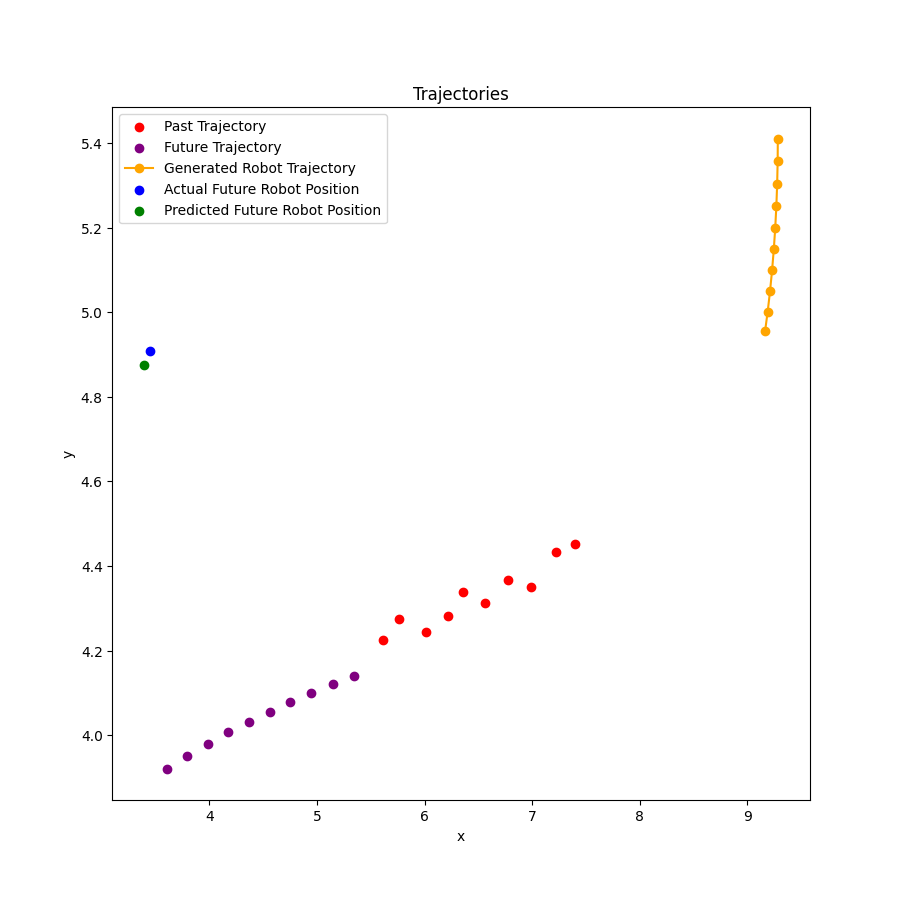 Trajectories
Past Trajectory
Future Trajectory
Generated Robot Trajectory
Actual Future Robot Position
Predicted Future Robot Position
5.4
5.2
5.0
4.8
4.6
4.4
4.2
4.0
y
4 5 6 7 8 9
x